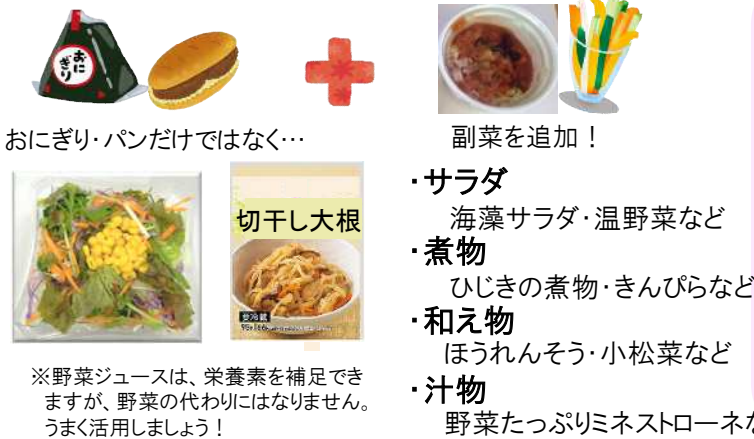 おにぎり
おにぎり・パンだけではなく…
副菜を追加！
切干し大根
要冷蔵
・サラダ
海藻サラダ・温野菜など
・煮物
ひじきの煮物・きんぴらなど
・和え物
ほうれんそう・小松菜など
・汁物
野菜たっぷりミネストローネな
※野菜ジュースは、栄養素を補足でき
ますが、野菜の代わりにはなりません。
うまく活用しましょう！